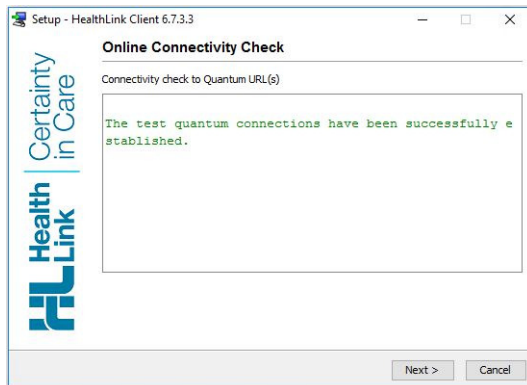 Setup - HealthLink Client 6.7.3.3
Online Connectivity Check
Connectivity check to Quantum URL(s)
The test quantum connections have been successfully e
stablished.
HL Health
Link
Certainty
in Care
Next >
Cancel